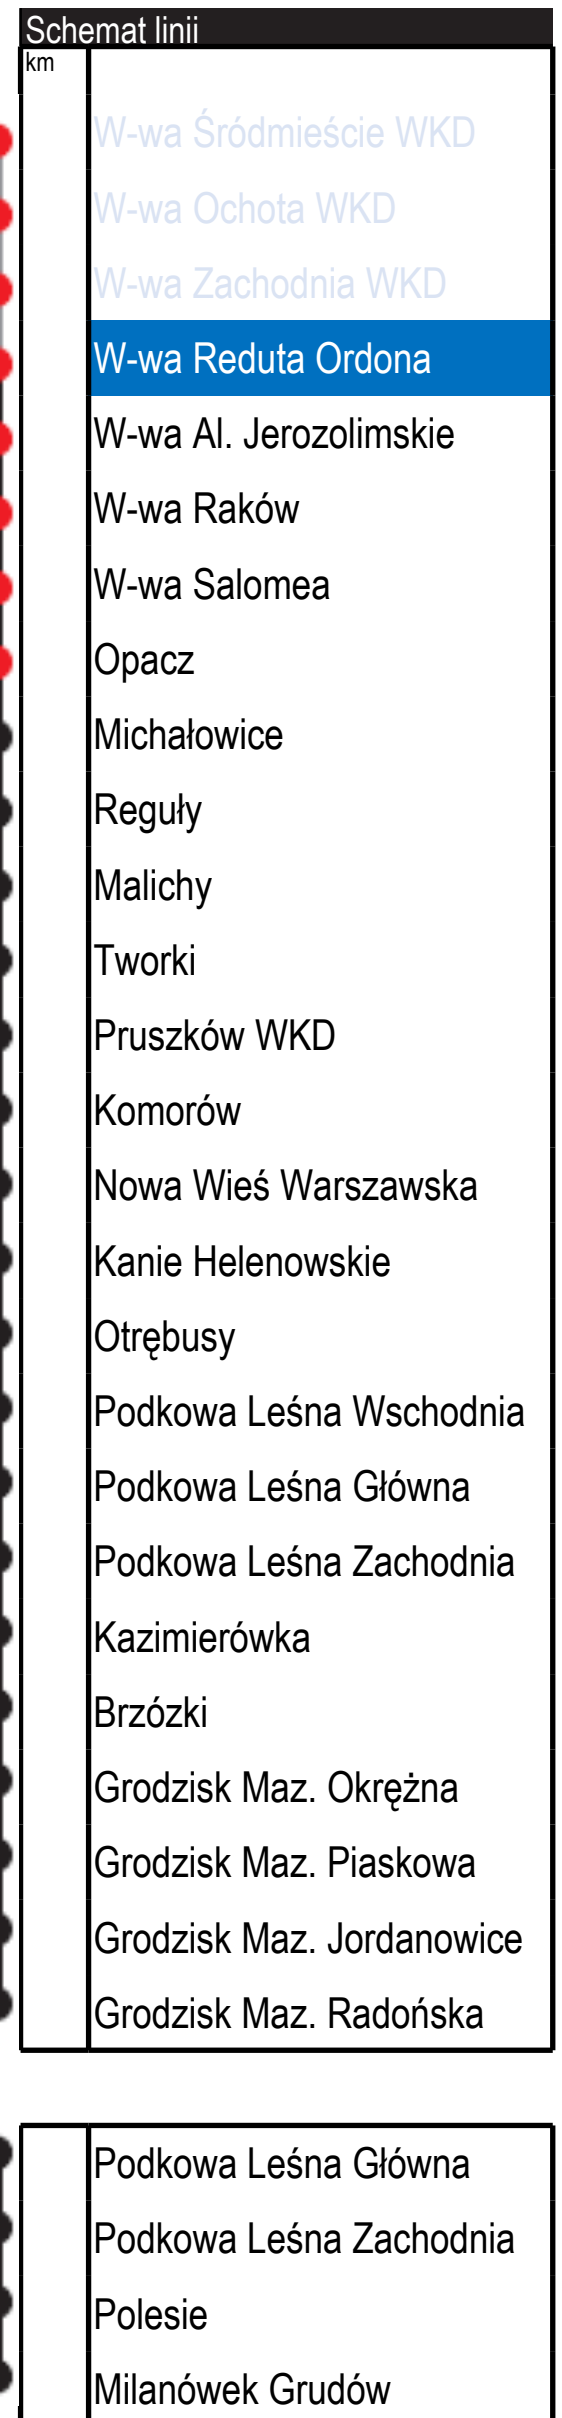 Schemat linii
km
W-wa Śródmieście WKD
W-wa Ochota WKD
W-wa Zachodnia WKD
W-wa Reduta Ordona
W-wa Al. Jerozolimskie
W-wa Raków
W-wa Salomea
Opacz
Michałowice
Reguły
Malichy
Tworki
Pruszków WKD
Komorów
Nowa Wieś Warszawska
Kanie Helenowskie
Otrębusy
Podkowa Leśna Wschodnia
Podkowa Leśna Główna
Podkowa Leśna Zachodnia
Kazimierówka
Brzózki
Grodzisk Maz. Okrężna
Grodzisk Maz. Piaskowa
Grodzisk Maz. Jordanowice
Grodzisk Maz. Radońska
Podkowa Leśna Główna
Podkowa Leśna Zachodnia
Polesie
Milanówek Grudów